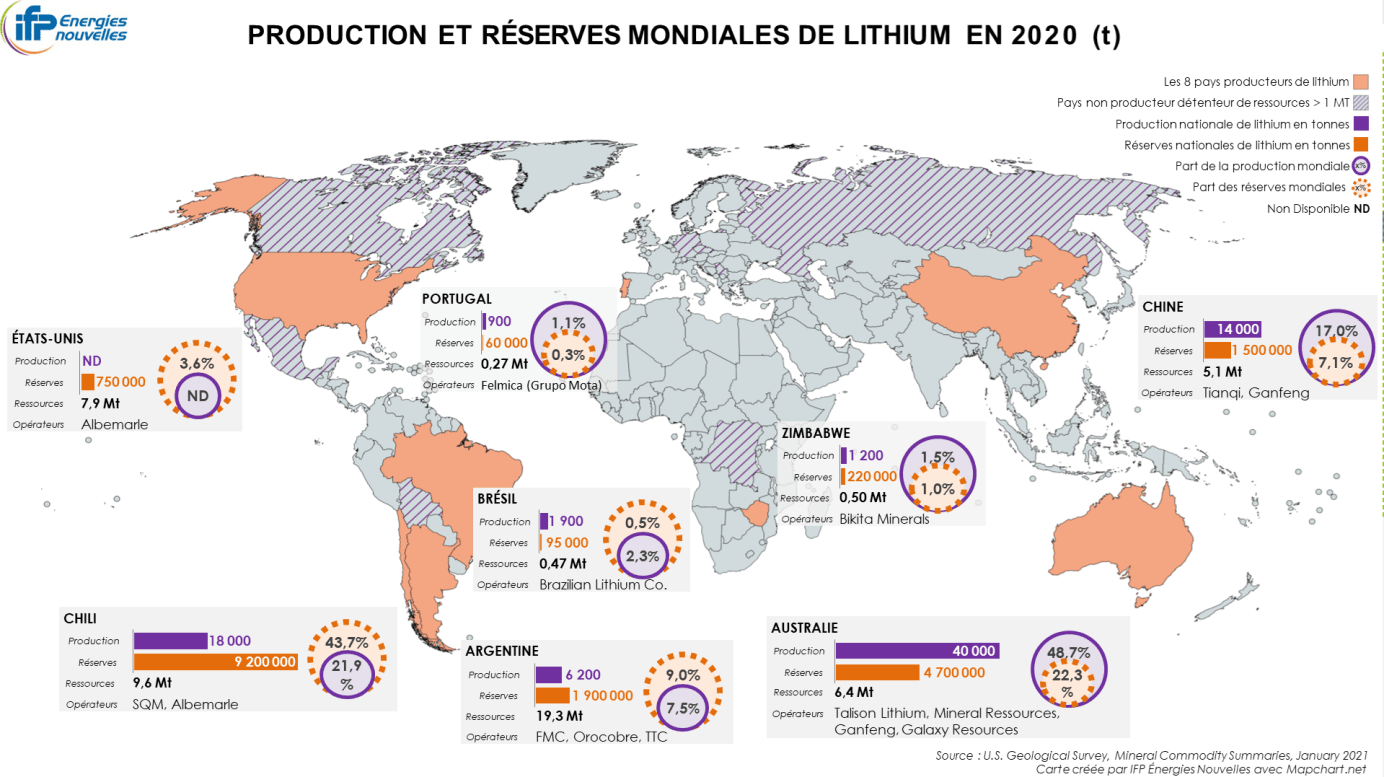 ifp Energies nouvelles
PRODUCTION ET RÉSERVES MONDIALES DE LITHIUM EN 2020 (t)
Les 8 pays producteurs de lithium
Pays non producteur détenteur de ressources > 1 MT
Production nationale de lithium en tonnes
Réserves nationales de lithium en tonnes
Part de la production mondiale x%
Part des réserves mondiales x%
Non Disponible ND
PORTUGAL
Production 900
Réserves 60 000
Ressources 0,27 Mt
Opérateurs Felmica (Grupo Mota)
1,1%
0,3%
CHINE
Production 14 000
Réserves 1 500 000
Ressources 5,1 Mt
Opérateurs Tianqi, Ganfeng
17,0%
7,1%
ÉTATS-UNIS
Production ND
Réserves 750 000
Ressources 7,9 Mt
Opérateurs Albemarle
3,6%
ND
ZIMBABWE
Production 1 200
Réserves 220 000
Ressources 0,50 Mt
Opérateurs Bikita Minerals
1,5%
1,0%
BRÉSIL
Production 1 900
Réserves 95 000
Ressources 0,47 Mt
Opérateurs Brazilian Lithium Co.
0,5%
2,3%
CHILI
Production 18 000
Réserves 9 200 000
Ressources 9,6 Mt
Opérateurs SQM, Albemarle
43,7%
21,9
%
ARGENTINE
Production 6 200
Réserves 1 900 000
Ressources 19,3 Mt
Opérateurs FMC, Orocobre, TTC
9,0%
7,5%
AUSTRALIE
Production 40 000
Réserves 4 700 000
Ressources 6,4 Mt
Opérateurs Talison Lithium, Mineral Ressources,
Ganfeng, Galaxy Resources
48,7%
22,3
%
Source : U.S. Geological Survey, Mineral Commodity Summaries, January 2021
Carte créée par IFP Énergies Nouvelles avec Mapchart.net